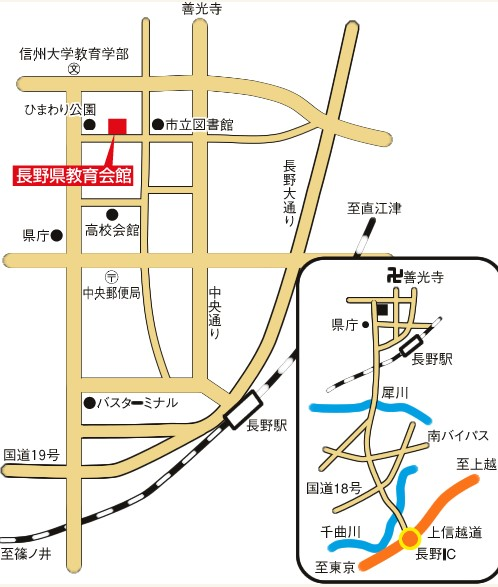 善光寺
信州大学教育学部
文
ひまわり公園
市立図書館
長野県教育会館
長野大通り
至直江津
高校会館
県庁
〒
中央郵便局
中央通り
バスターミナル
長野駅
国道19号
至篠ノ井
卍善光寺
県庁
長野駅
犀川
南バイパス
国道18号
至上越
千曲川
上信越道
長野IC
至東京